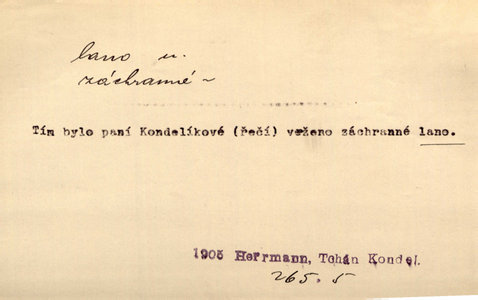 lano n.
záchranné ~
Tím bylo paní Kondelíkové (řečí) vrženo záchranné lano.
1905 Herrmann, Tchán Kondel.
265. 5